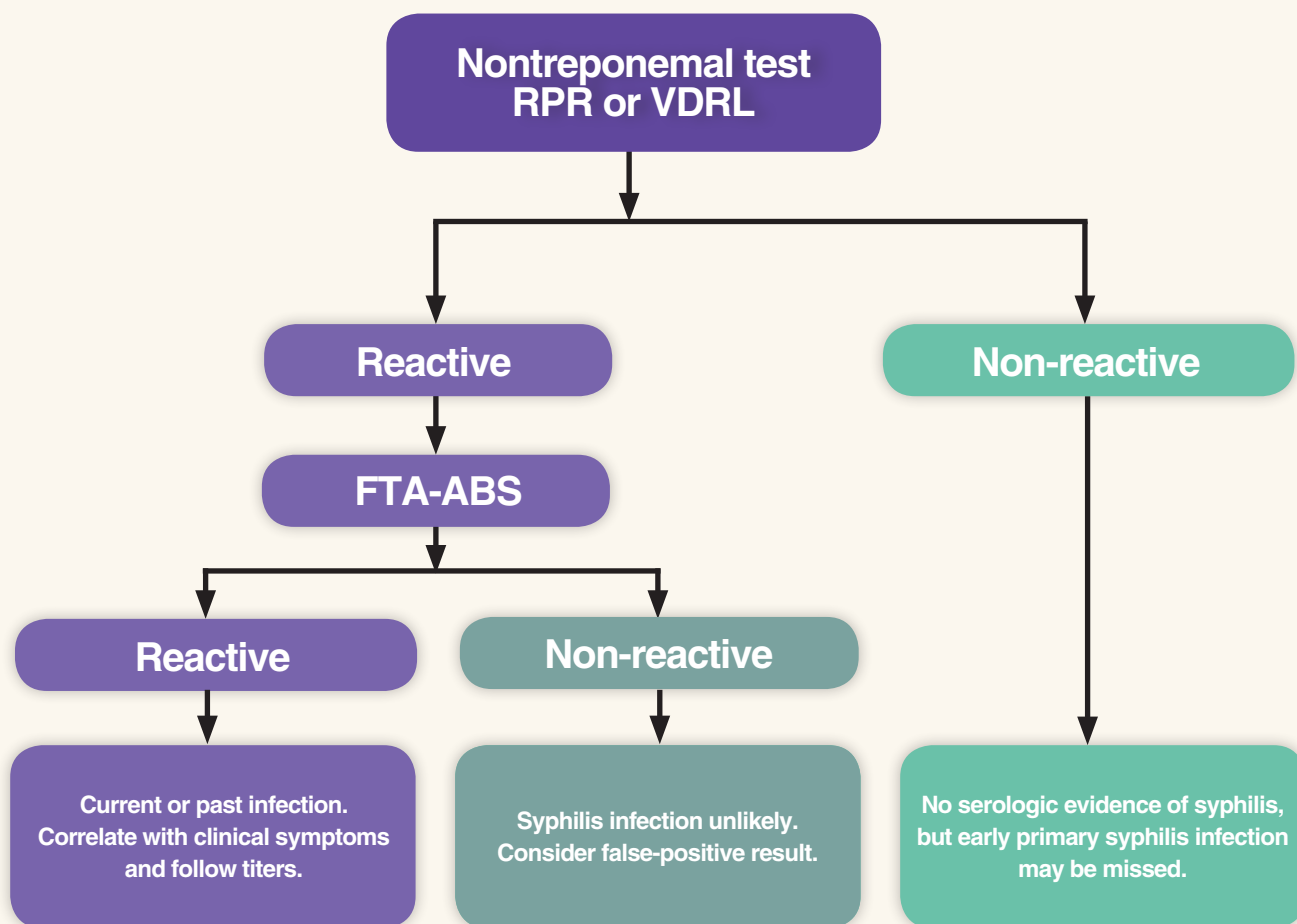 Nontreponemal test
RPR or VDRL
Reactive
Non-reactive
FTA-ABS
Reactive
Non-reactive
Current or past infection.
Correlate with clinical symptoms
and follow titers.
Syphilis infection unlikely.
Consider false-positive result.
No serologic evidence of syphilis,
but early primary syphilis infection
may be missed.